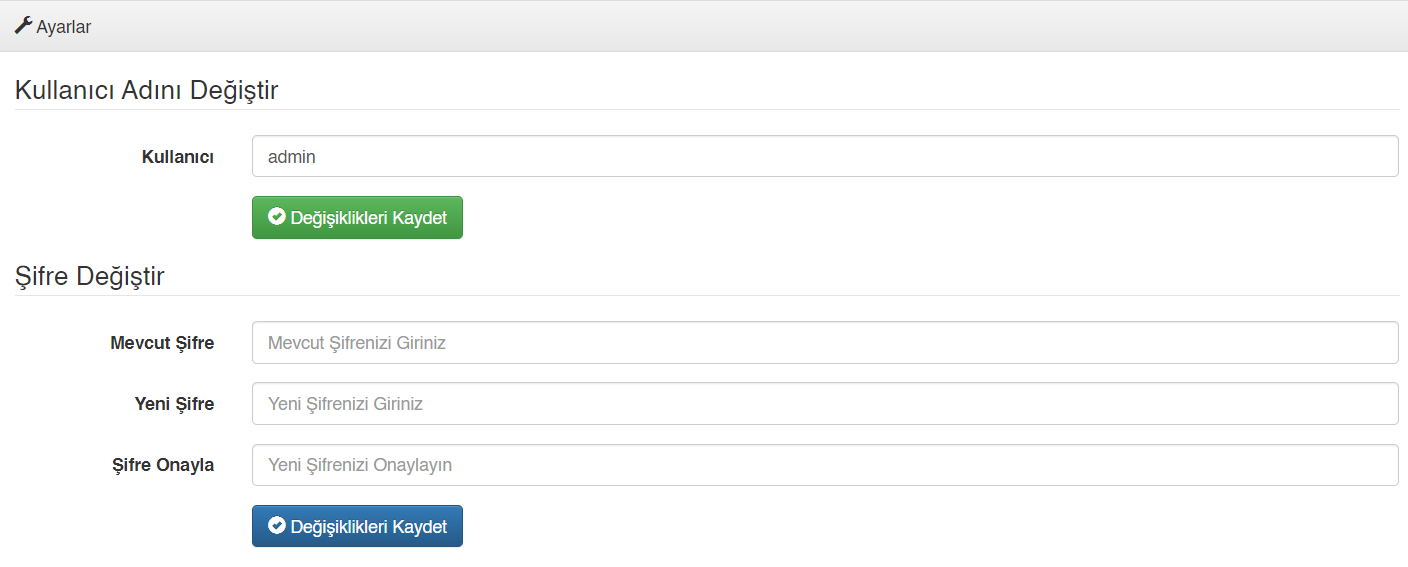 Ayarlar
Kullanıcı Adını Değiştir
Kullanıcı admin
Değişiklikleri Kaydet
Şifre Değiştir
Mevcut Şifre Mevcut Şifrenizi Giriniz
Yeni Şifre Yeni Şifrenizi Giriniz
Şifre Onayla Yeni Şifrenizi Onaylayın
Değişiklikleri Kaydet